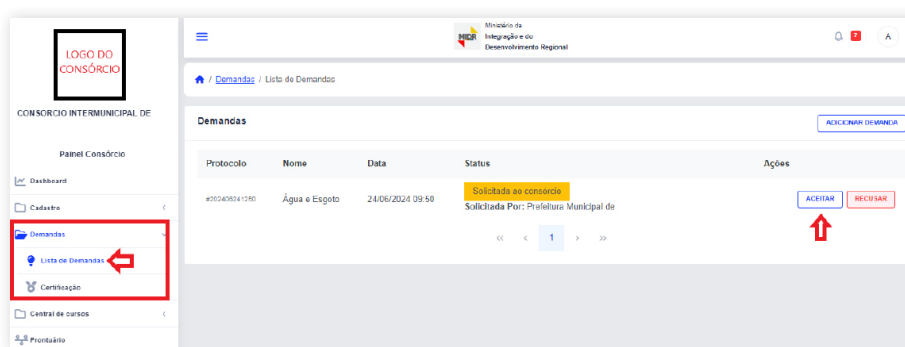 LOGO DO
CONSÓRCIO
CONSORCIO INTERMUNICIPAL DE
Painel Consórcio
Dashboard
Cadastro
Demandas
Lista de Demandas
Certificação
Central de cursos
Prontuário
MIDR
Ministério da
Integração e do
Desenvolvimento Regional
7
A
/ Demandas / Lista de Demandas
Demandas
ADICIONAR DEMANDA
Protocolo Nome Data Status Ações
#202406241250 Água e Esgoto 24/06/2024 09:50 Solicitada ao consórcio ACEITAR RECUSAR
Solicitada Por: Prefeitura Municipal de
« ‹ 1 › »